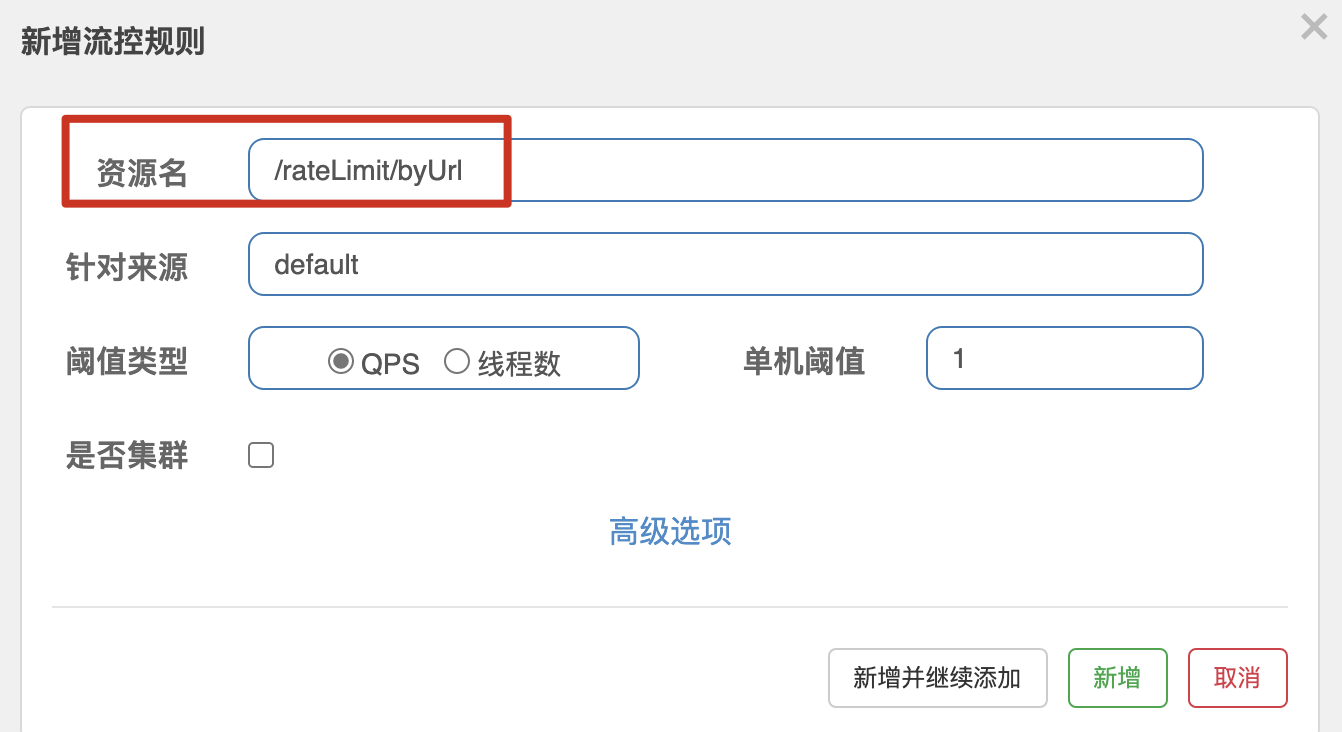 新增流控规则
资源名 /rateLimit/byUrl
针对来源 default
阈值类型 QPS 线程数 单机阈值 1
是否集群
高级选项
新增并继续添加 新增 取消